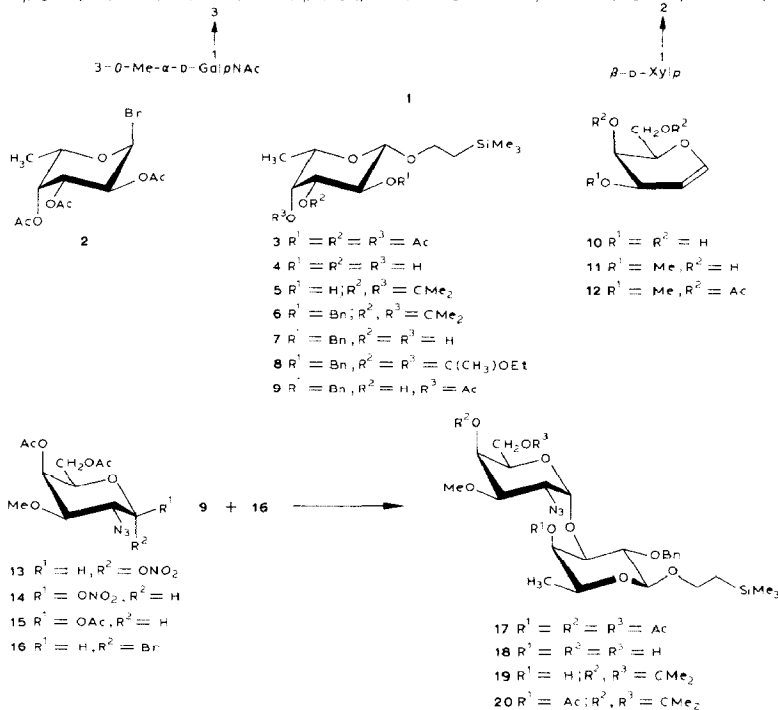 3
1
3-O-Me-α-D-GalpNAc
2
1
β-D-Xylp
1
Br
H₃C
O
OAc
OAc
AcO
2
H₃C
O
O
SiMe₃
OR¹
OR²
R³O
3 R¹ = R² = R³ = Ac
4 R¹ = R² = R³ = H
5 R¹ = H; R², R³ = CMe₂
6 R¹ = Bn; R², R³ = CMe₂
7 R¹ = Bn, R² = R³ = H
8 R¹ = Bn, R² = R³ = C(CH₃)OEt
9 R¹ = Bn, R² = H, R³ = Ac
R²O
CH₂OR²
O
R¹O
10 R¹ = R² = H
11 R¹ = Me, R² = H
12 R¹ = Me, R² = Ac
AcO
CH₂OAc
O
MeO
N₃
R¹
R²
13 R¹ = H, R² = ONO₂
14 R¹ = ONO₂, R² = H
15 R¹ = OAc, R² = H
16 R¹ = H, R² = Br
9 + 16
R²O
CH₂OR³
O
MeO
N₃
R¹O
O
OBn
H₃C
O
O
SiMe₃
17 R¹ = R² = R³ = Ac
18 R¹ = R² = R³ = H
19 R¹ = H; R², R³ = CMe₂
20 R¹ = Ac; R², R³ = CMe₂